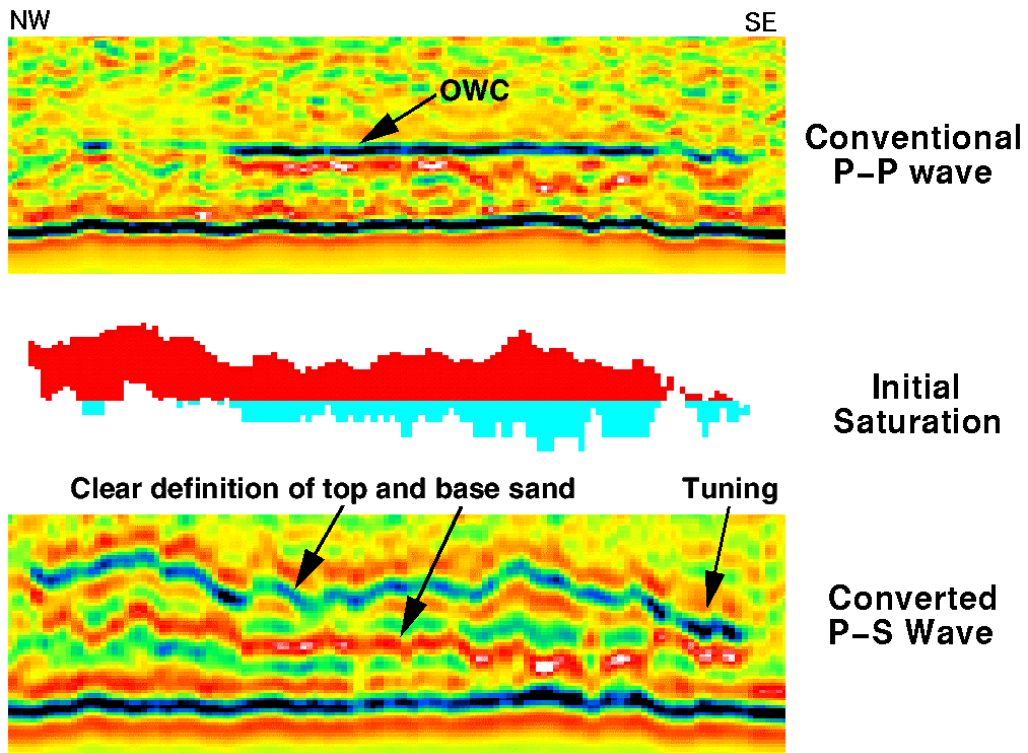 NW
SE
OWC
Conventional
P–P wave
Initial
Saturation
Clear definition of top and base sand
Tuning
Converted
P–S Wave